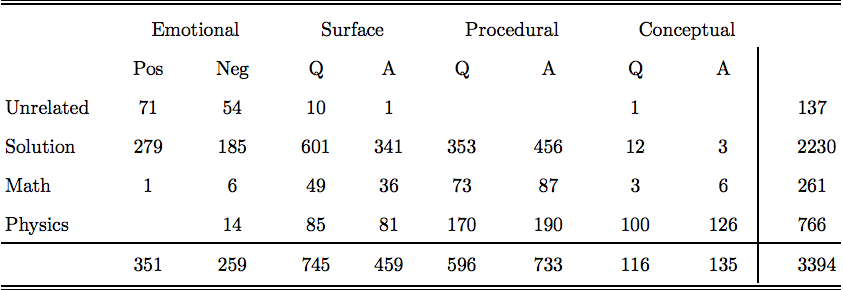 Emotional Surface Procedural Conceptual
Pos Neg Q A Q A Q A
Unrelated 71 54 10 1 1 137
Solution 279 185 601 341 353 456 12 3 2230
Math 1 6 49 36 73 87 3 6 261
Physics 14 85 81 170 190 100 126 766
351 259 745 459 596 733 116 135 3394